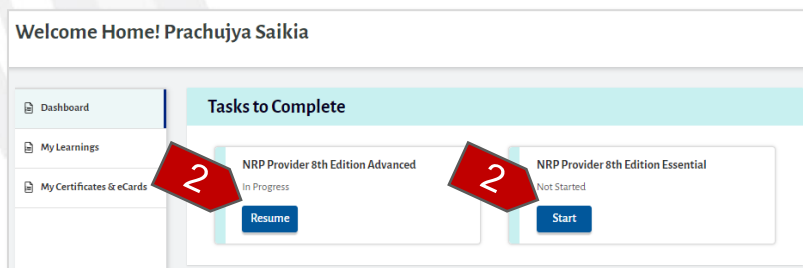 Welcome Home! Prachujya Saikia
Dashboard
My Learnings
My Certificates & eCards
Tasks to Complete
NRP Provider 8th Edition Advanced
In Progress
Resume
2
NRP Provider 8th Edition Essential
Not Started
Start
2